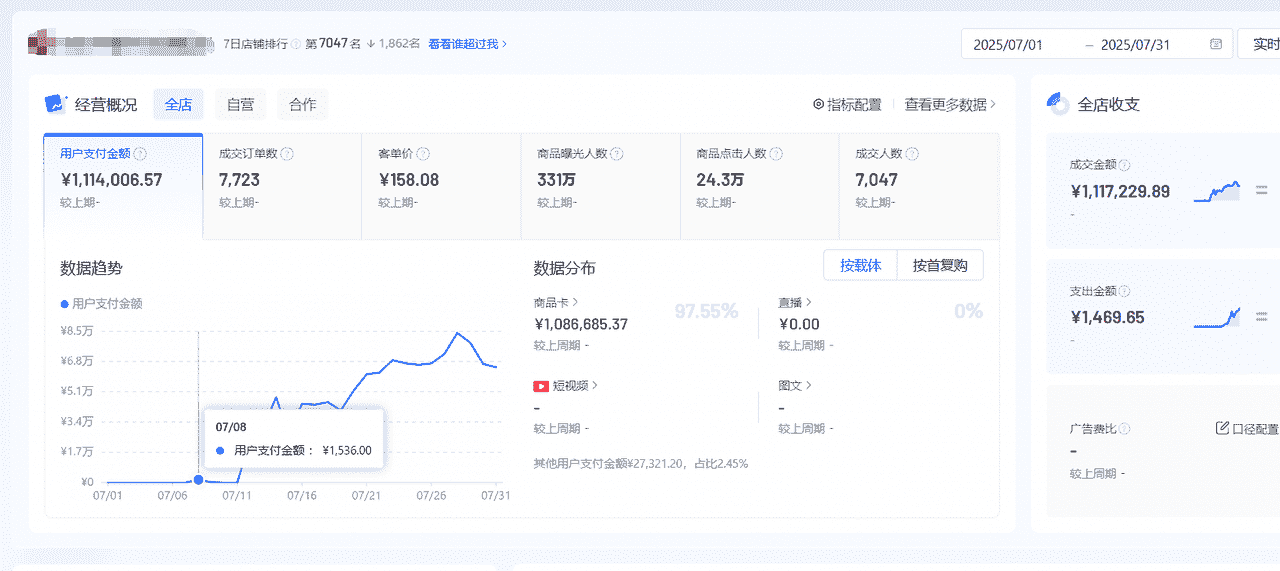 7日店铺排行 第7047名 ↓ 1,862名 看看谁超过我 >
2025/07/01 – 2025/07/31 实时
经营概况 全店 自营 合作
指标配置 查看更多数据 >
用户支付金额
¥1,114,006.57
较上期-
成交订单数
7,723
较上期-
客单价
¥158.08
较上期-
商品曝光人数
331万
较上期-
商品点击人数
24.3万
较上期-
成交人数
7,047
较上期-
数据趋势
用户支付金额
¥8.5万
¥6.8万
¥5.1万
¥3.4万
¥1.7万
¥0
07/08
用户支付金额： ¥1,536.00
07/01 07/06 07/11 07/16 07/21 07/26 07/31
数据分布
按载体 按首复购
商品卡 >
¥1,086,685.37
较上周期 -
97.55%
直播 >
¥0.00
较上周期 -
0%
短视频 >
-
较上周期 -
图文 >
-
较上周期 -
其他用户支付金额¥27,321.20，占比2.45%
全店收支
成交金额
¥1,117,229.89
-
支出金额
¥1,469.65
-
广告费比
口径配置
-
较上周期 -